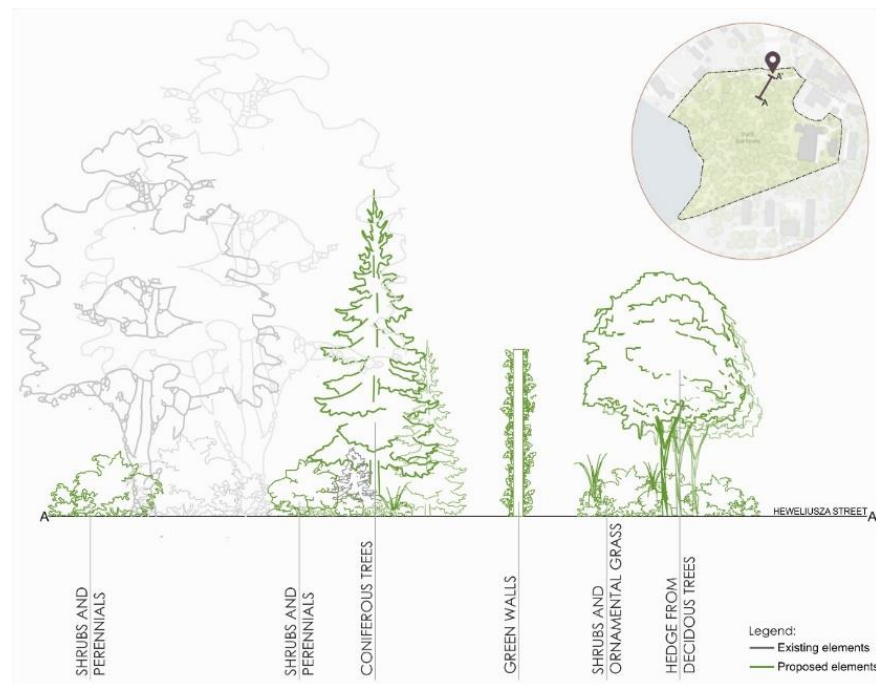 A'
A
A
A'
HEWELIUSZA STREET
SHRUBS AND
PERENNIALS
SHRUBS AND
PERENNIALS
CONIFEROUS TREES
GREEN WALLS
SHRUBS AND
ORNAMENTAL GRASS
HEDGE FROM
DECIDOUS TREES
Legend:
Existing elements
Proposed elements